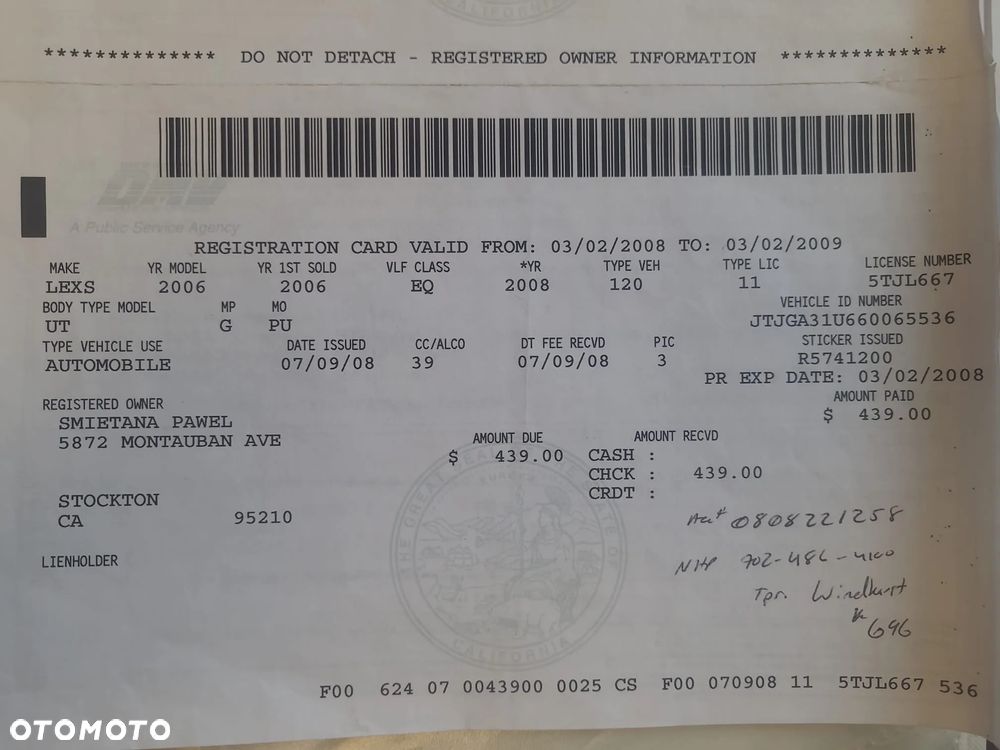 CALIFORNIA
************** DO NOT DETACH - REGISTERED OWNER INFORMATION **************
DMV
A Public Service Agency
REGISTRATION CARD VALID FROM: 03/02/2008 TO: 03/02/2009
MAKE YR MODEL YR 1ST SOLD VLF CLASS *YR TYPE VEH TYPE LIC LICENSE NUMBER
LEXS 2006 2006 EQ 2008 120 11 5TJL667
BODY TYPE MODEL MP MO VEHICLE ID NUMBER
UT G PU JTJGA31U660065536
TYPE VEHICLE USE DATE ISSUED CC/ALCO DT FEE RECVD PIC STICKER ISSUED
AUTOMOBILE 07/09/08 39 07/09/08 3 R5741200
PR EXP DATE: 03/02/2008
REGISTERED OWNER AMOUNT PAID
SMIETANA PAWEL $ 439.00
5872 MONTAUBAN AVE AMOUNT DUE AMOUNT RECVD
$ 439.00 CASH :
CHCK : 439.00
CRDT :
STOCKTON
CA 95210
0808221258
LIENHOLDER
NHP 702-486-4100
Tpr.
696
CALIFORNIA
F00 624 07 0043900 0025 CS F00 070908 11 5TJL667 536
OTOMOTO